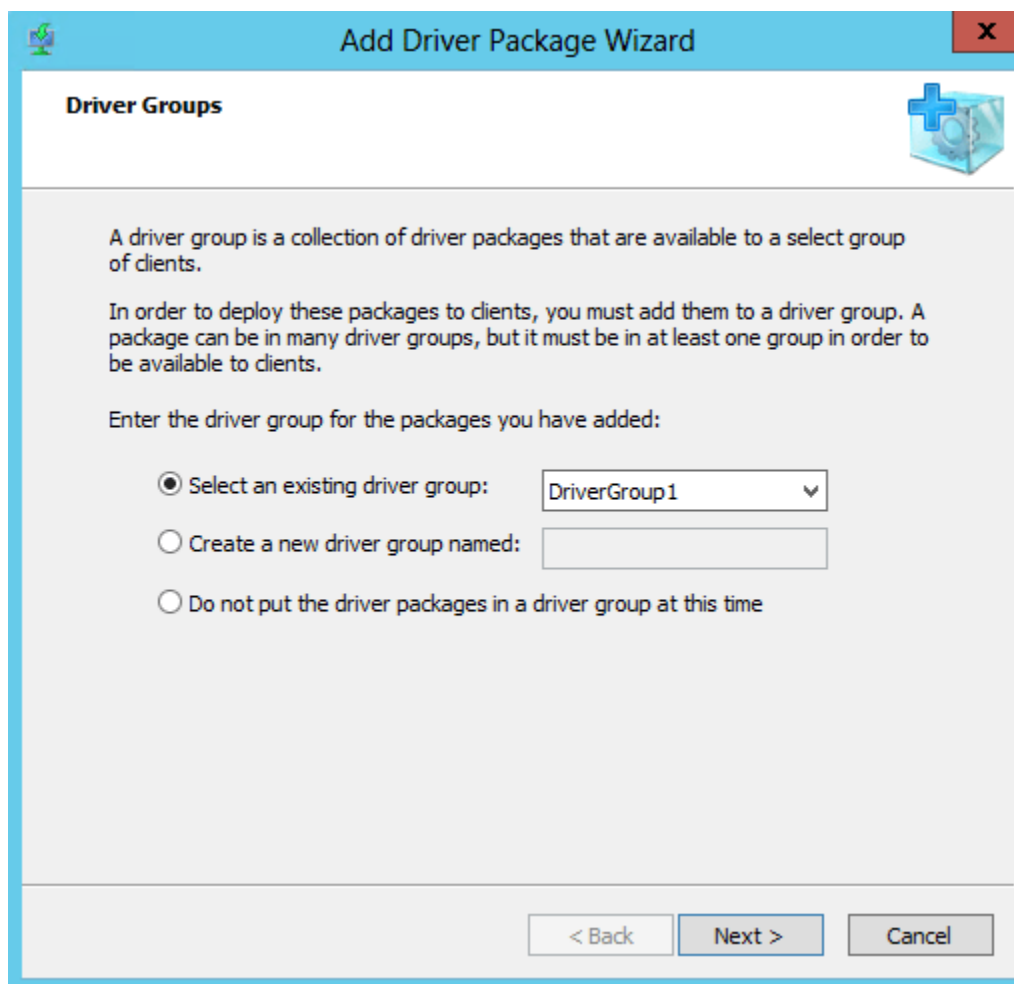 Add Driver Package Wizard
x
Driver Groups
A driver group is a collection of driver packages that are available to a select group
of clients.
In order to deploy these packages to clients, you must add them to a driver group. A
package can be in many driver groups, but it must be in at least one group in order to
be available to clients.
Enter the driver group for the packages you have added:
Select an existing driver group: DriverGroup1
Create a new driver group named:
Do not put the driver packages in a driver group at this time
< Back Next > Cancel